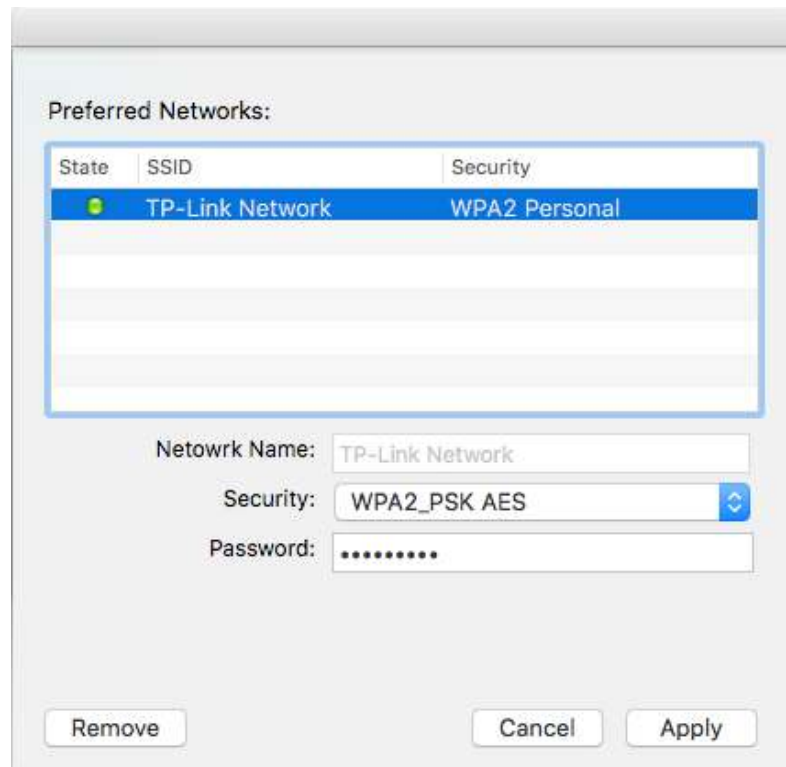 Preferred Networks:
State SSID Security
TP-Link Network WPA2 Personal
Netowrk Name: TP-Link Network
Security: WPA2_PSK AES
Password: •••••••••
Remove Cancel Apply